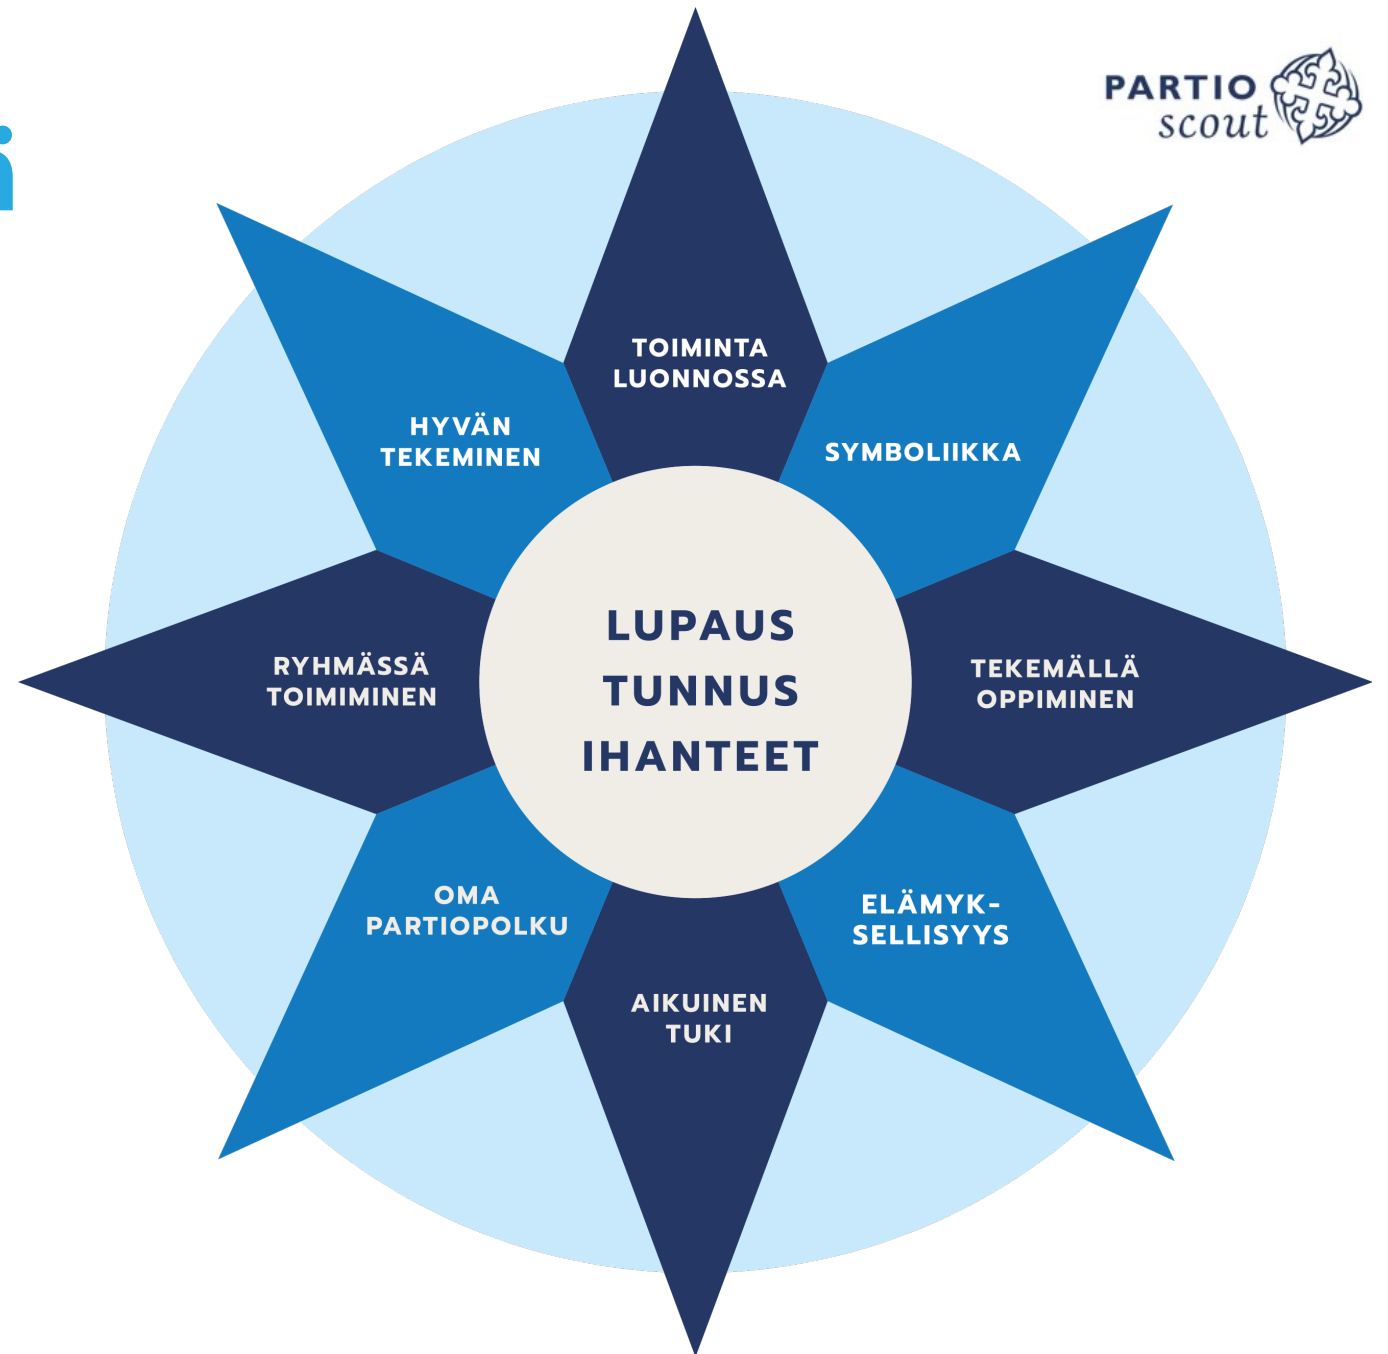 PARTIO
scout
TOIMINTA
LUONNOSSA
HYVÄN
TEKEMINEN
SYMBOLIIKKA
LUPAUS
TUNNUS
IHANTEET
RYHMÄSSÄ
TOIMIMINEN
TEKEMÄLLÄ
OPPIMINEN
OMA
PARTIOPOLKU
ELÄMYK-
SELLISYYS
AIKUINEN
TUKI